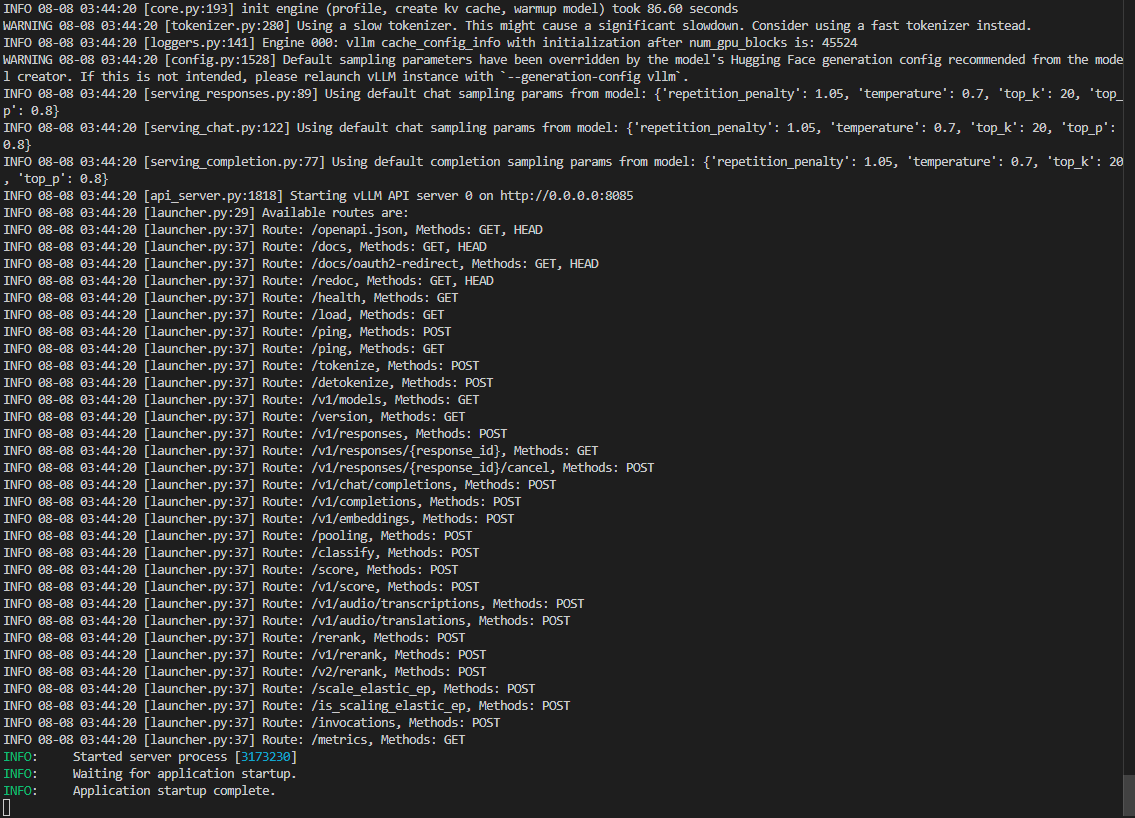 INFO 08-08 03:44:20 [core.py:193] init engine (profile, create kv cache, warmup model) took 86.60 seconds
WARNING 08-08 03:44:20 [tokenizer.py:280] Using a slow tokenizer. This might cause a significant slowdown. Consider using a fast tokenizer instead.
INFO 08-08 03:44:20 [loggers.py:141] Engine 000: vllm cache_config_info with initialization after num_gpu_blocks is: 45524
WARNING 08-08 03:44:20 [config.py:1528] Default sampling parameters have been overridden by the model's Hugging Face generation config recommended from the mode
l creator. If this is not intended, please relaunch vLLM instance with `--generation-config vllm`.
INFO 08-08 03:44:20 [serving_responses.py:89] Using default chat sampling params from model: {'repetition_penalty': 1.05, 'temperature': 0.7, 'top_k': 20, 'top_
p': 0.8}
INFO 08-08 03:44:20 [serving_chat.py:122] Using default chat sampling params from model: {'repetition_penalty': 1.05, 'temperature': 0.7, 'top_k': 20, 'top_p':
0.8}
INFO 08-08 03:44:20 [serving_completion.py:77] Using default completion sampling params from model: {'repetition_penalty': 1.05, 'temperature': 0.7, 'top_k': 20
, 'top_p': 0.8}
INFO 08-08 03:44:20 [api_server.py:1818] Starting vLLM API server 0 on http://0.0.0.0:8085
INFO 08-08 03:44:20 [launcher.py:29] Available routes are:
INFO 08-08 03:44:20 [launcher.py:37] Route: /openapi.json, Methods: GET, HEAD
INFO 08-08 03:44:20 [launcher.py:37] Route: /docs, Methods: GET, HEAD
INFO 08-08 03:44:20 [launcher.py:37] Route: /docs/oauth2-redirect, Methods: GET, HEAD
INFO 08-08 03:44:20 [launcher.py:37] Route: /redoc, Methods: GET, HEAD
INFO 08-08 03:44:20 [launcher.py:37] Route: /health, Methods: GET
INFO 08-08 03:44:20 [launcher.py:37] Route: /load, Methods: GET
INFO 08-08 03:44:20 [launcher.py:37] Route: /ping, Methods: POST
INFO 08-08 03:44:20 [launcher.py:37] Route: /ping, Methods: GET
INFO 08-08 03:44:20 [launcher.py:37] Route: /tokenize, Methods: POST
INFO 08-08 03:44:20 [launcher.py:37] Route: /detokenize, Methods: POST
INFO 08-08 03:44:20 [launcher.py:37] Route: /v1/models, Methods: GET
INFO 08-08 03:44:20 [launcher.py:37] Route: /version, Methods: GET
INFO 08-08 03:44:20 [launcher.py:37] Route: /v1/responses, Methods: POST
INFO 08-08 03:44:20 [launcher.py:37] Route: /v1/responses/{response_id}, Methods: GET
INFO 08-08 03:44:20 [launcher.py:37] Route: /v1/responses/{response_id}/cancel, Methods: POST
INFO 08-08 03:44:20 [launcher.py:37] Route: /v1/chat/completions, Methods: POST
INFO 08-08 03:44:20 [launcher.py:37] Route: /v1/completions, Methods: POST
INFO 08-08 03:44:20 [launcher.py:37] Route: /v1/embeddings, Methods: POST
INFO 08-08 03:44:20 [launcher.py:37] Route: /pooling, Methods: POST
INFO 08-08 03:44:20 [launcher.py:37] Route: /classify, Methods: POST
INFO 08-08 03:44:20 [launcher.py:37] Route: /score, Methods: POST
INFO 08-08 03:44:20 [launcher.py:37] Route: /v1/score, Methods: POST
INFO 08-08 03:44:20 [launcher.py:37] Route: /v1/audio/transcriptions, Methods: POST
INFO 08-08 03:44:20 [launcher.py:37] Route: /v1/audio/translations, Methods: POST
INFO 08-08 03:44:20 [launcher.py:37] Route: /rerank, Methods: POST
INFO 08-08 03:44:20 [launcher.py:37] Route: /v1/rerank, Methods: POST
INFO 08-08 03:44:20 [launcher.py:37] Route: /v2/rerank, Methods: POST
INFO 08-08 03:44:20 [launcher.py:37] Route: /scale_elastic_ep, Methods: POST
INFO 08-08 03:44:20 [launcher.py:37] Route: /is_scaling_elastic_ep, Methods: POST
INFO 08-08 03:44:20 [launcher.py:37] Route: /invocations, Methods: POST
INFO 08-08 03:44:20 [launcher.py:37] Route: /metrics, Methods: GET
INFO:     Started server process [3173230]
INFO:     Waiting for application startup.
INFO:     Application startup complete.